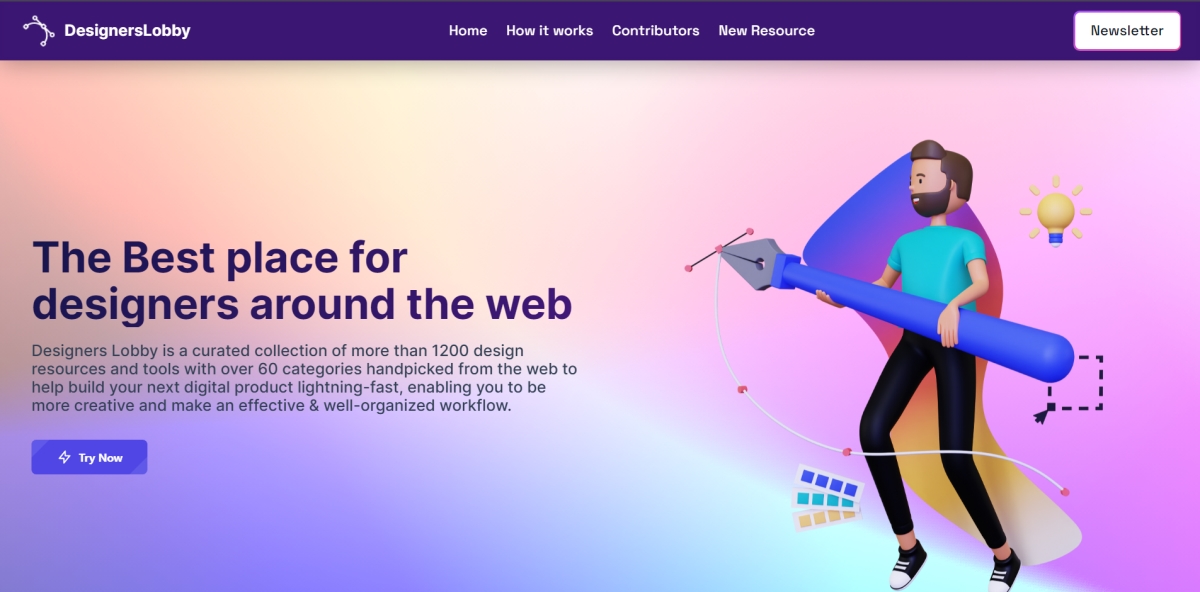 DesignersLobby
Home How it works Contributors New Resource
Newsletter
The Best place for
designers around the web
Designers Lobby is a curated collection of more than 1200 design
resources and tools with over 60 categories handpicked from the web to
help build your next digital product lightning-fast, enabling you to be
more creative and make an effective & well-organized workflow.
Try Now